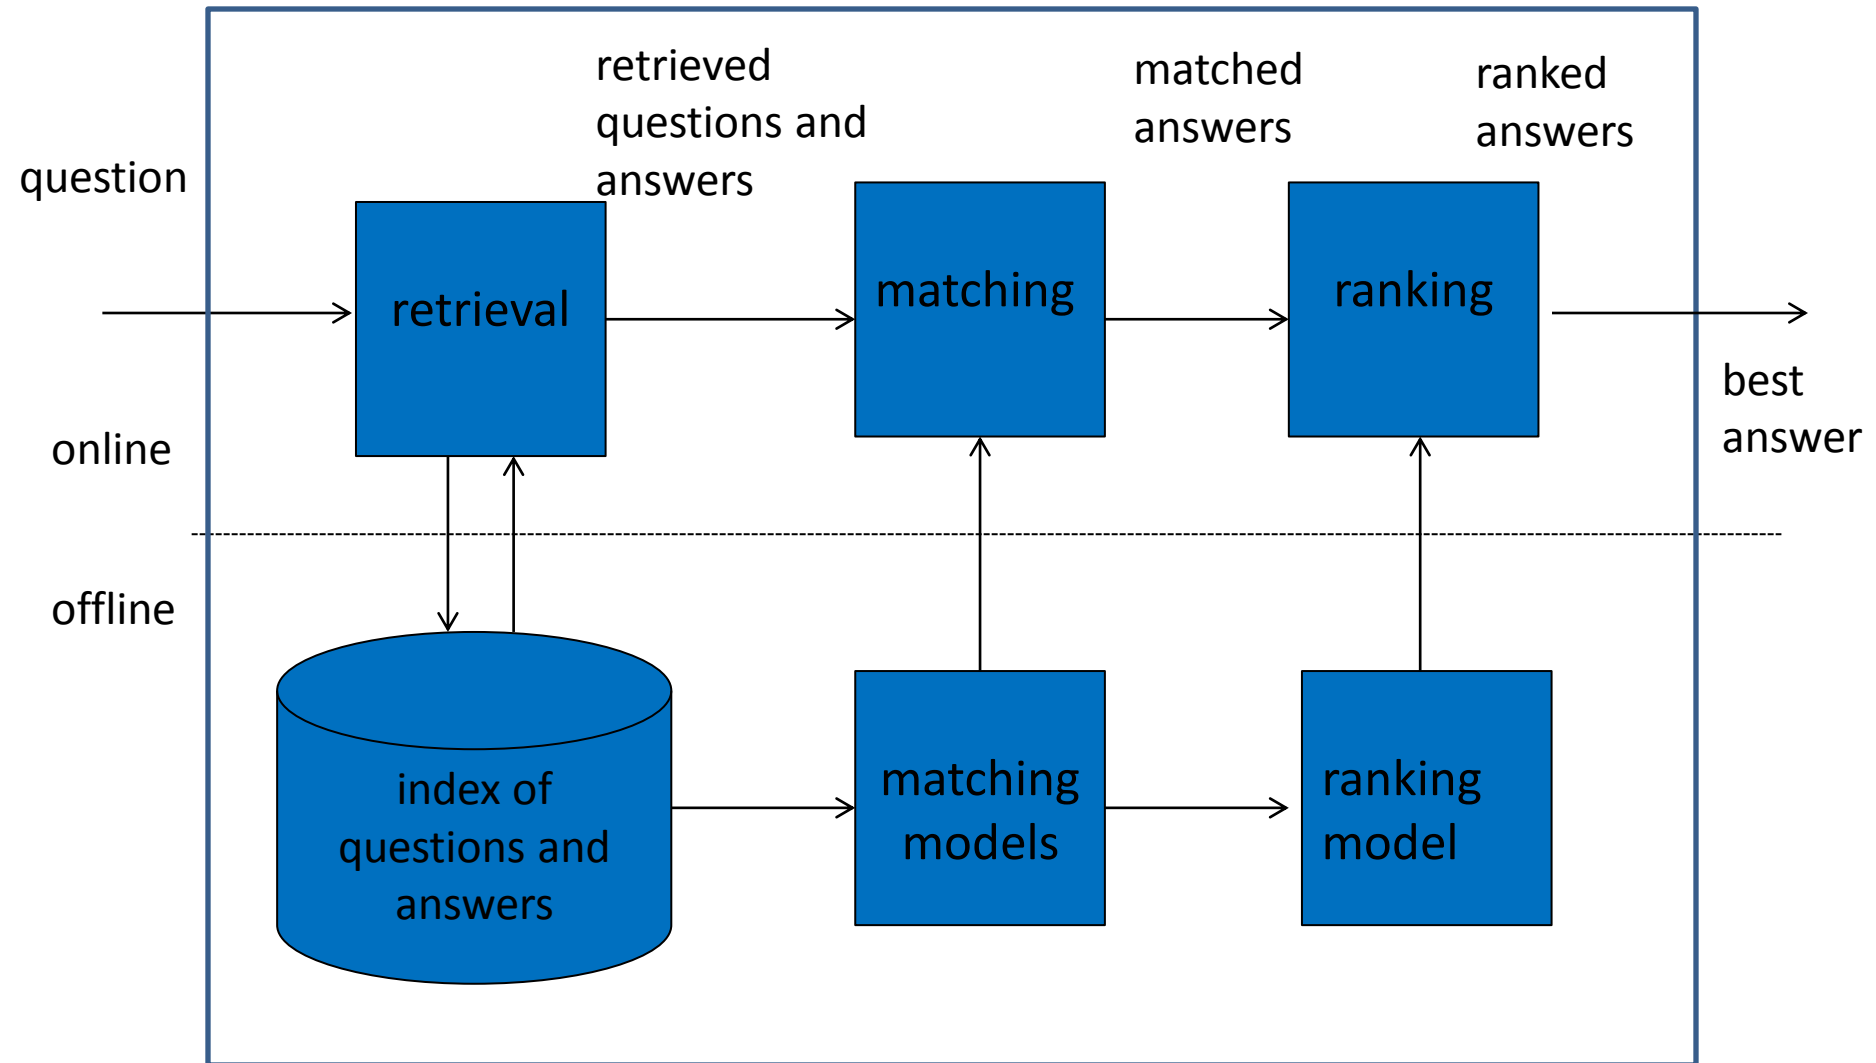 retrieved
questions and
answers
matched
answers
ranked
answers
question
retrieval
matching
ranking
best
answer
online
offline
index of
questions and
answers
matching
models
ranking
model